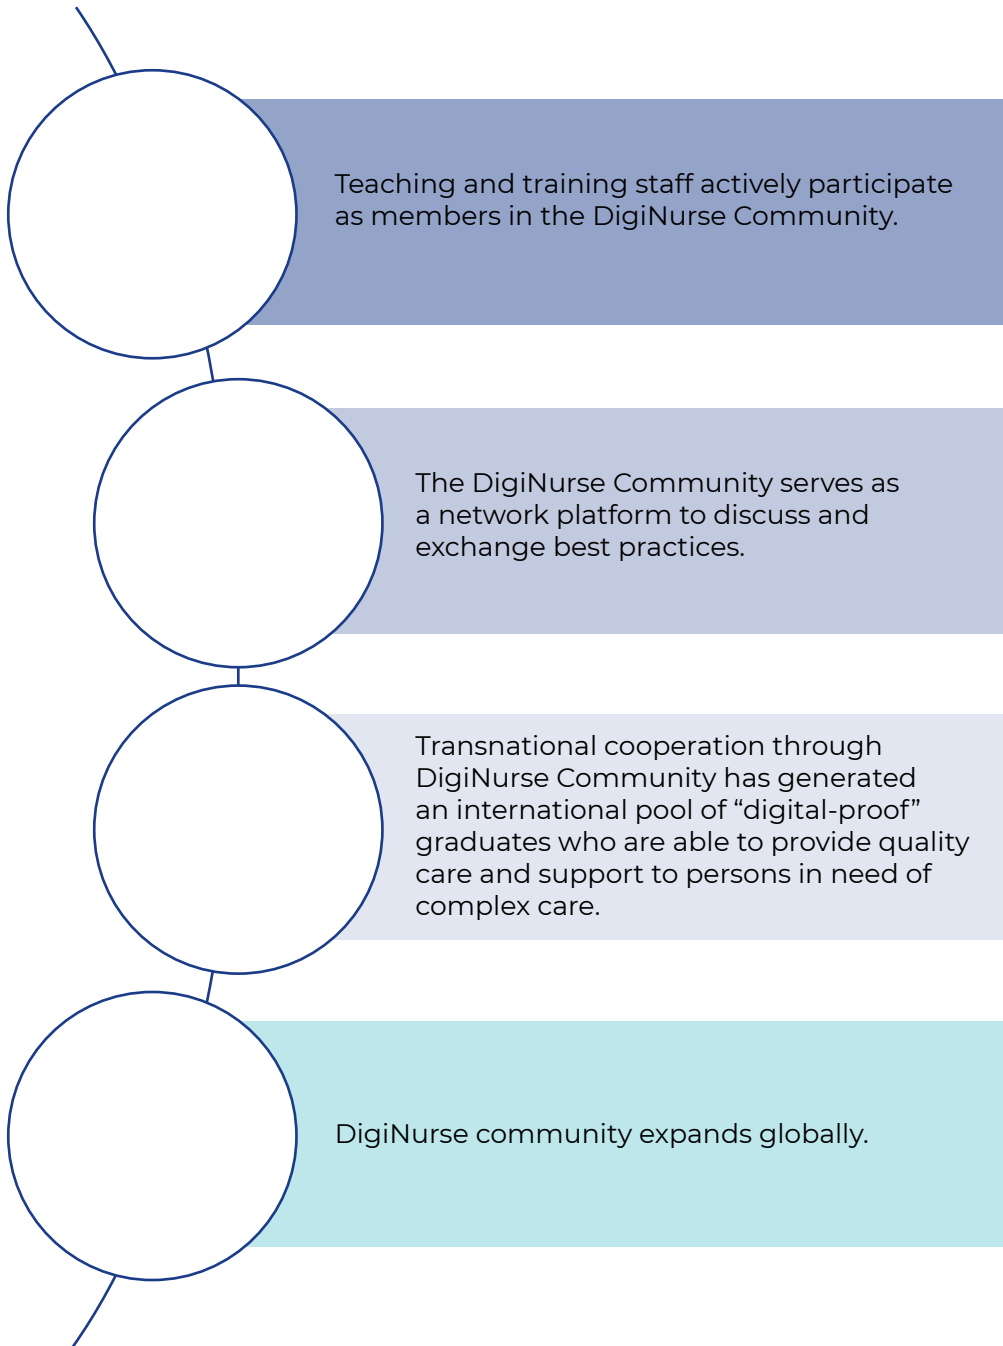 Teaching and training staff actively participate
as members in the DigiNurse Community.
The DigiNurse Community serves as
a network platform to discuss and
exchange best practices.
Transnational cooperation through
DigiNurse Community has generated
an international pool of “digital-proof”
graduates who are able to provide quality
care and support to persons in need of
complex care.
DigiNurse community expands globally.